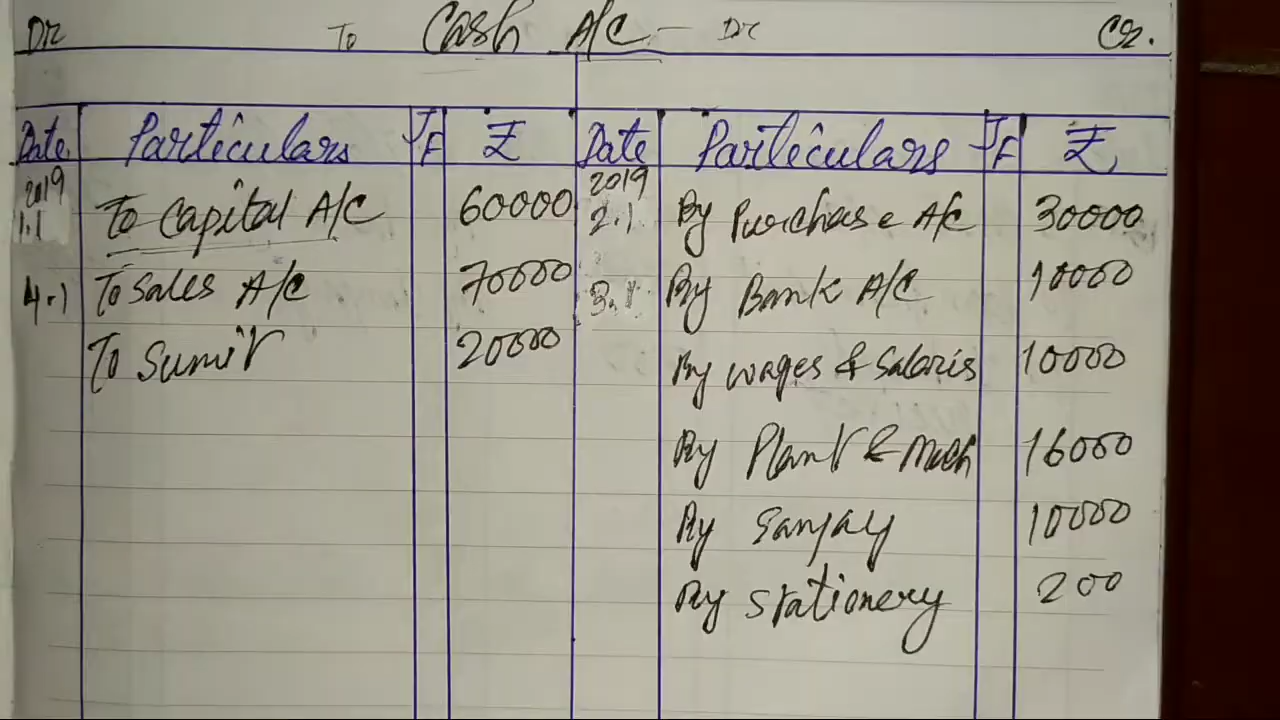 Dr To Cash A/C - Dr Cr.
Date Particulars J F ₹ Date Particulars J F ₹
2019 2019
1.1 To Capital A/C 60000 2.1 By Purchase A/C 30000
4.1 To Sales A/C 70000 3.1 By Bank A/C 10000
To Sumit 20000 By wages & Salaris 10000
By Plant & Mach 16000
By Sanjay 10000
By Stationery 200